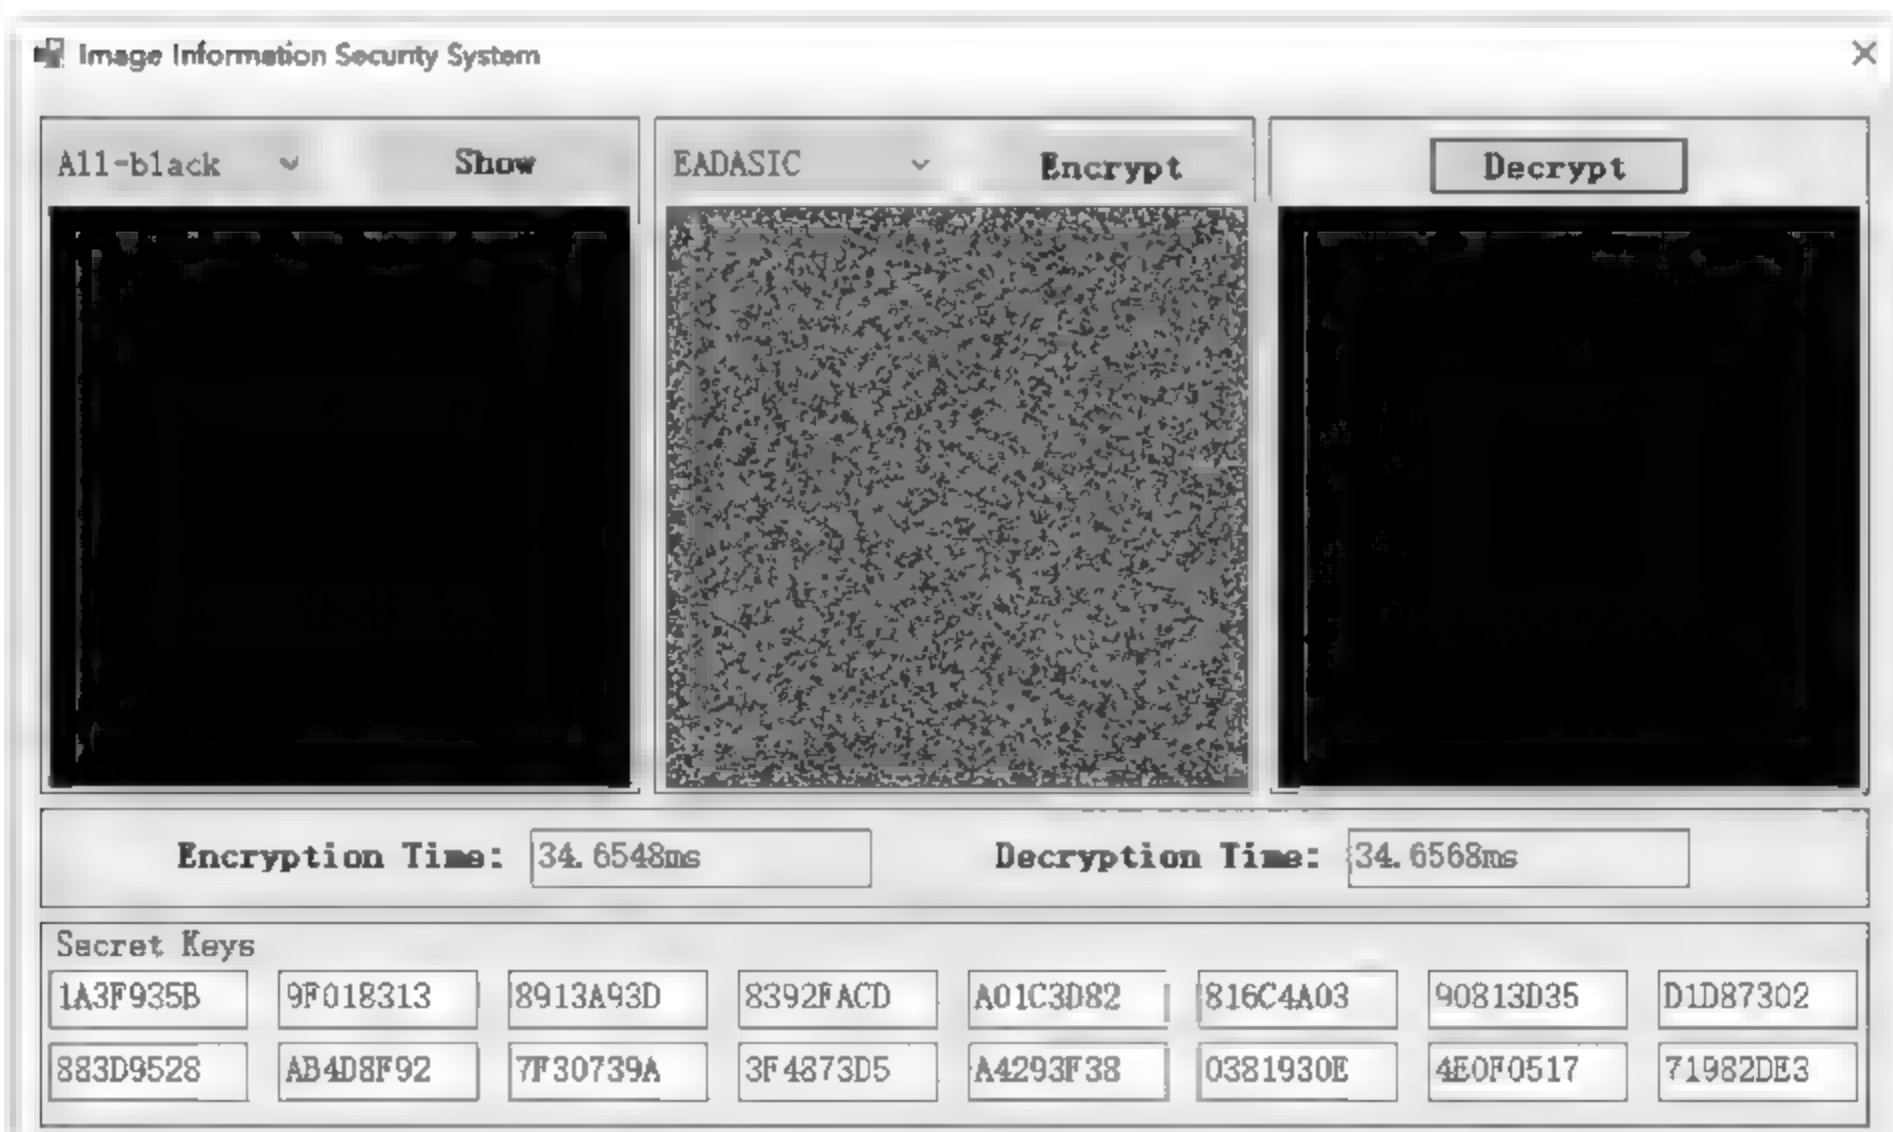 Image Information Security System
All-black Show EADASIC Encrypt Decrypt
Encryption Time: 34.6548ms Decryption Time: 34.6568ms
Secret Keys
1A3F935B 9F018313 8913A93D 8392FACD A01C3D82 816C4A03 90813D35 D1D87302
883D9528 AB4D8F92 7F30739A 3F4873D5 A4293F38 0381930E 4E0F0517 71982DE3